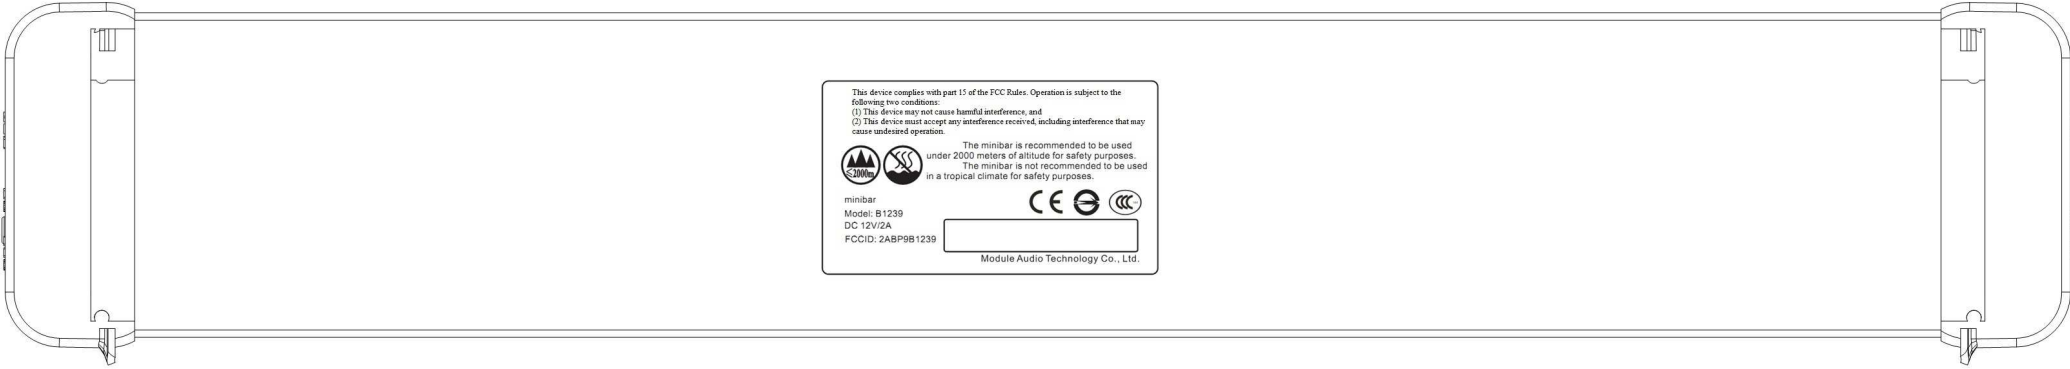 This device complies with part 15 of the FCC Rules. Operation is subject to the
following two conditions:
(1) This device may not cause harmful interference, and
(2) This device must accept any interference received, including interference that may
cause undesired operation.
The minibar is recommended to be used
under 2000 meters of altitude for safety purposes.
The minibar is not recommended to be used
in a tropical climate for safety purposes.
≤2000m
minibar
CE
CCC
Model: B1239
DC 12V/2A
FCCID: 2ABP9B1239
Module Audio Technology Co., Ltd.